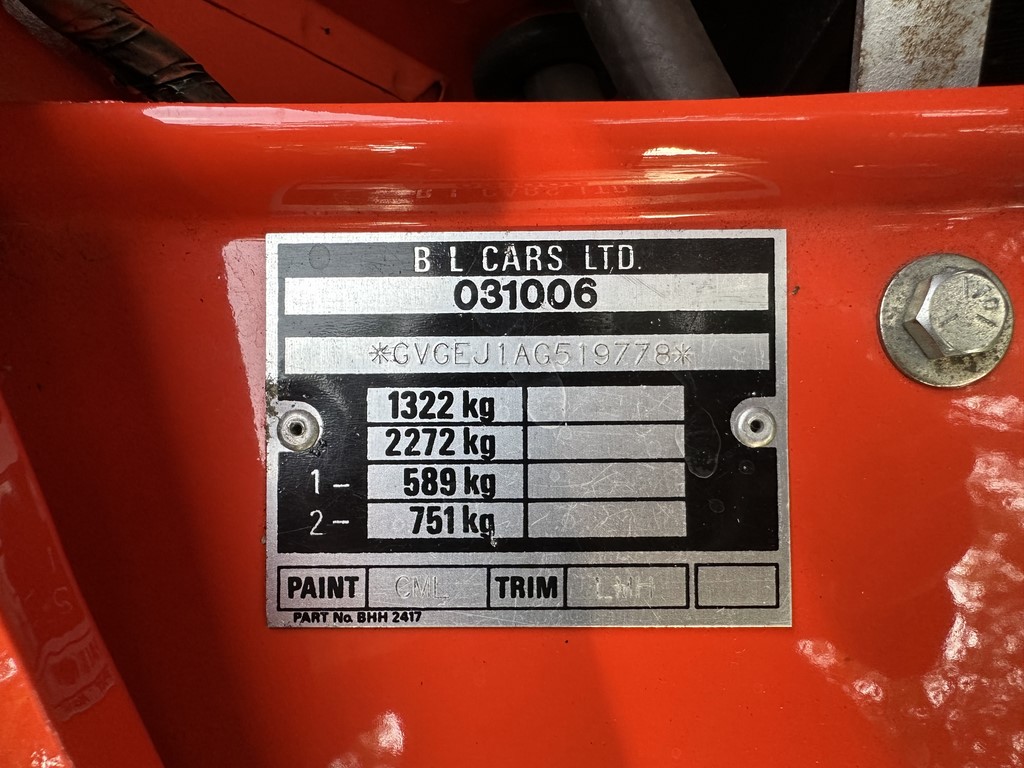 B L CARS LTD.
031006
*GVGEJ1AG519778*
1322 kg
2272 kg
1- 589 kg
2- 751 kg
PAINT CML TRIM LMH
PART No. BHH 2417